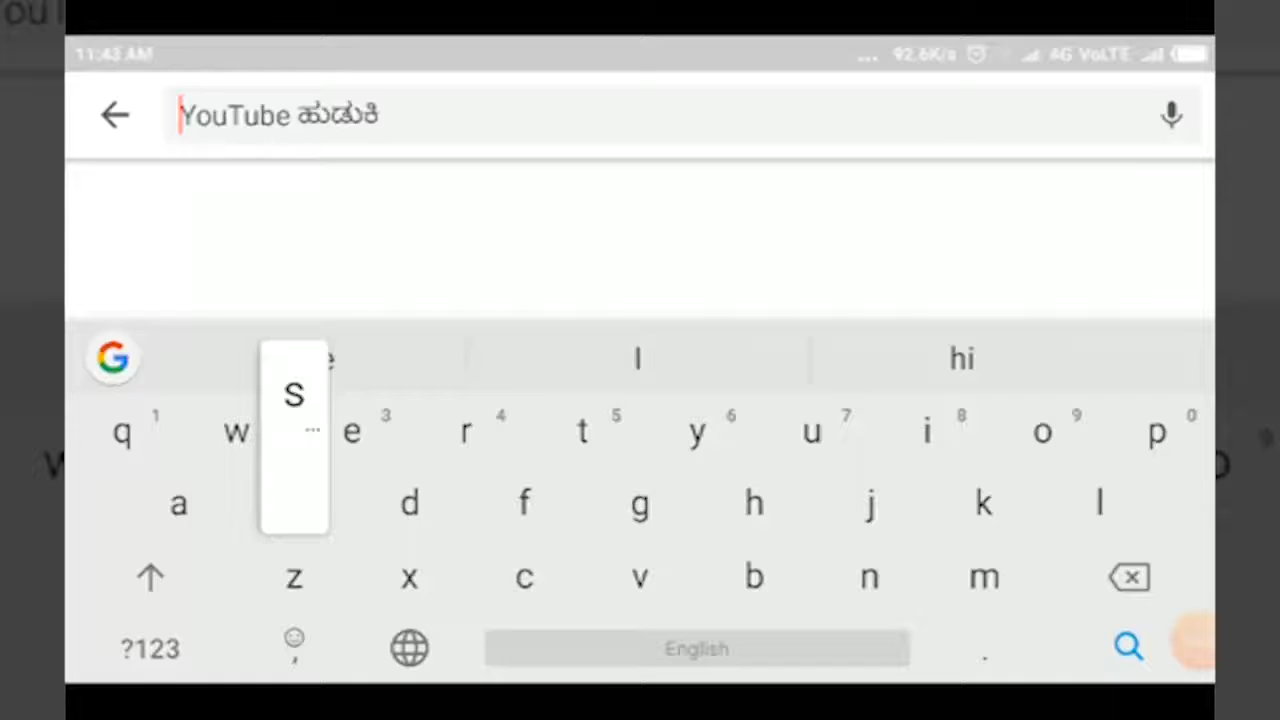 11:43 AM ... 92.6K/s 4G VoLTE
YouTube ಹುಡುಕಿ
G I hi
S
...
q 1 w e 3 r 4 t 5 y 6 u 7 i 8 o 9 p 0
a d f g h j k l
z x c v b n m
?123 , English .